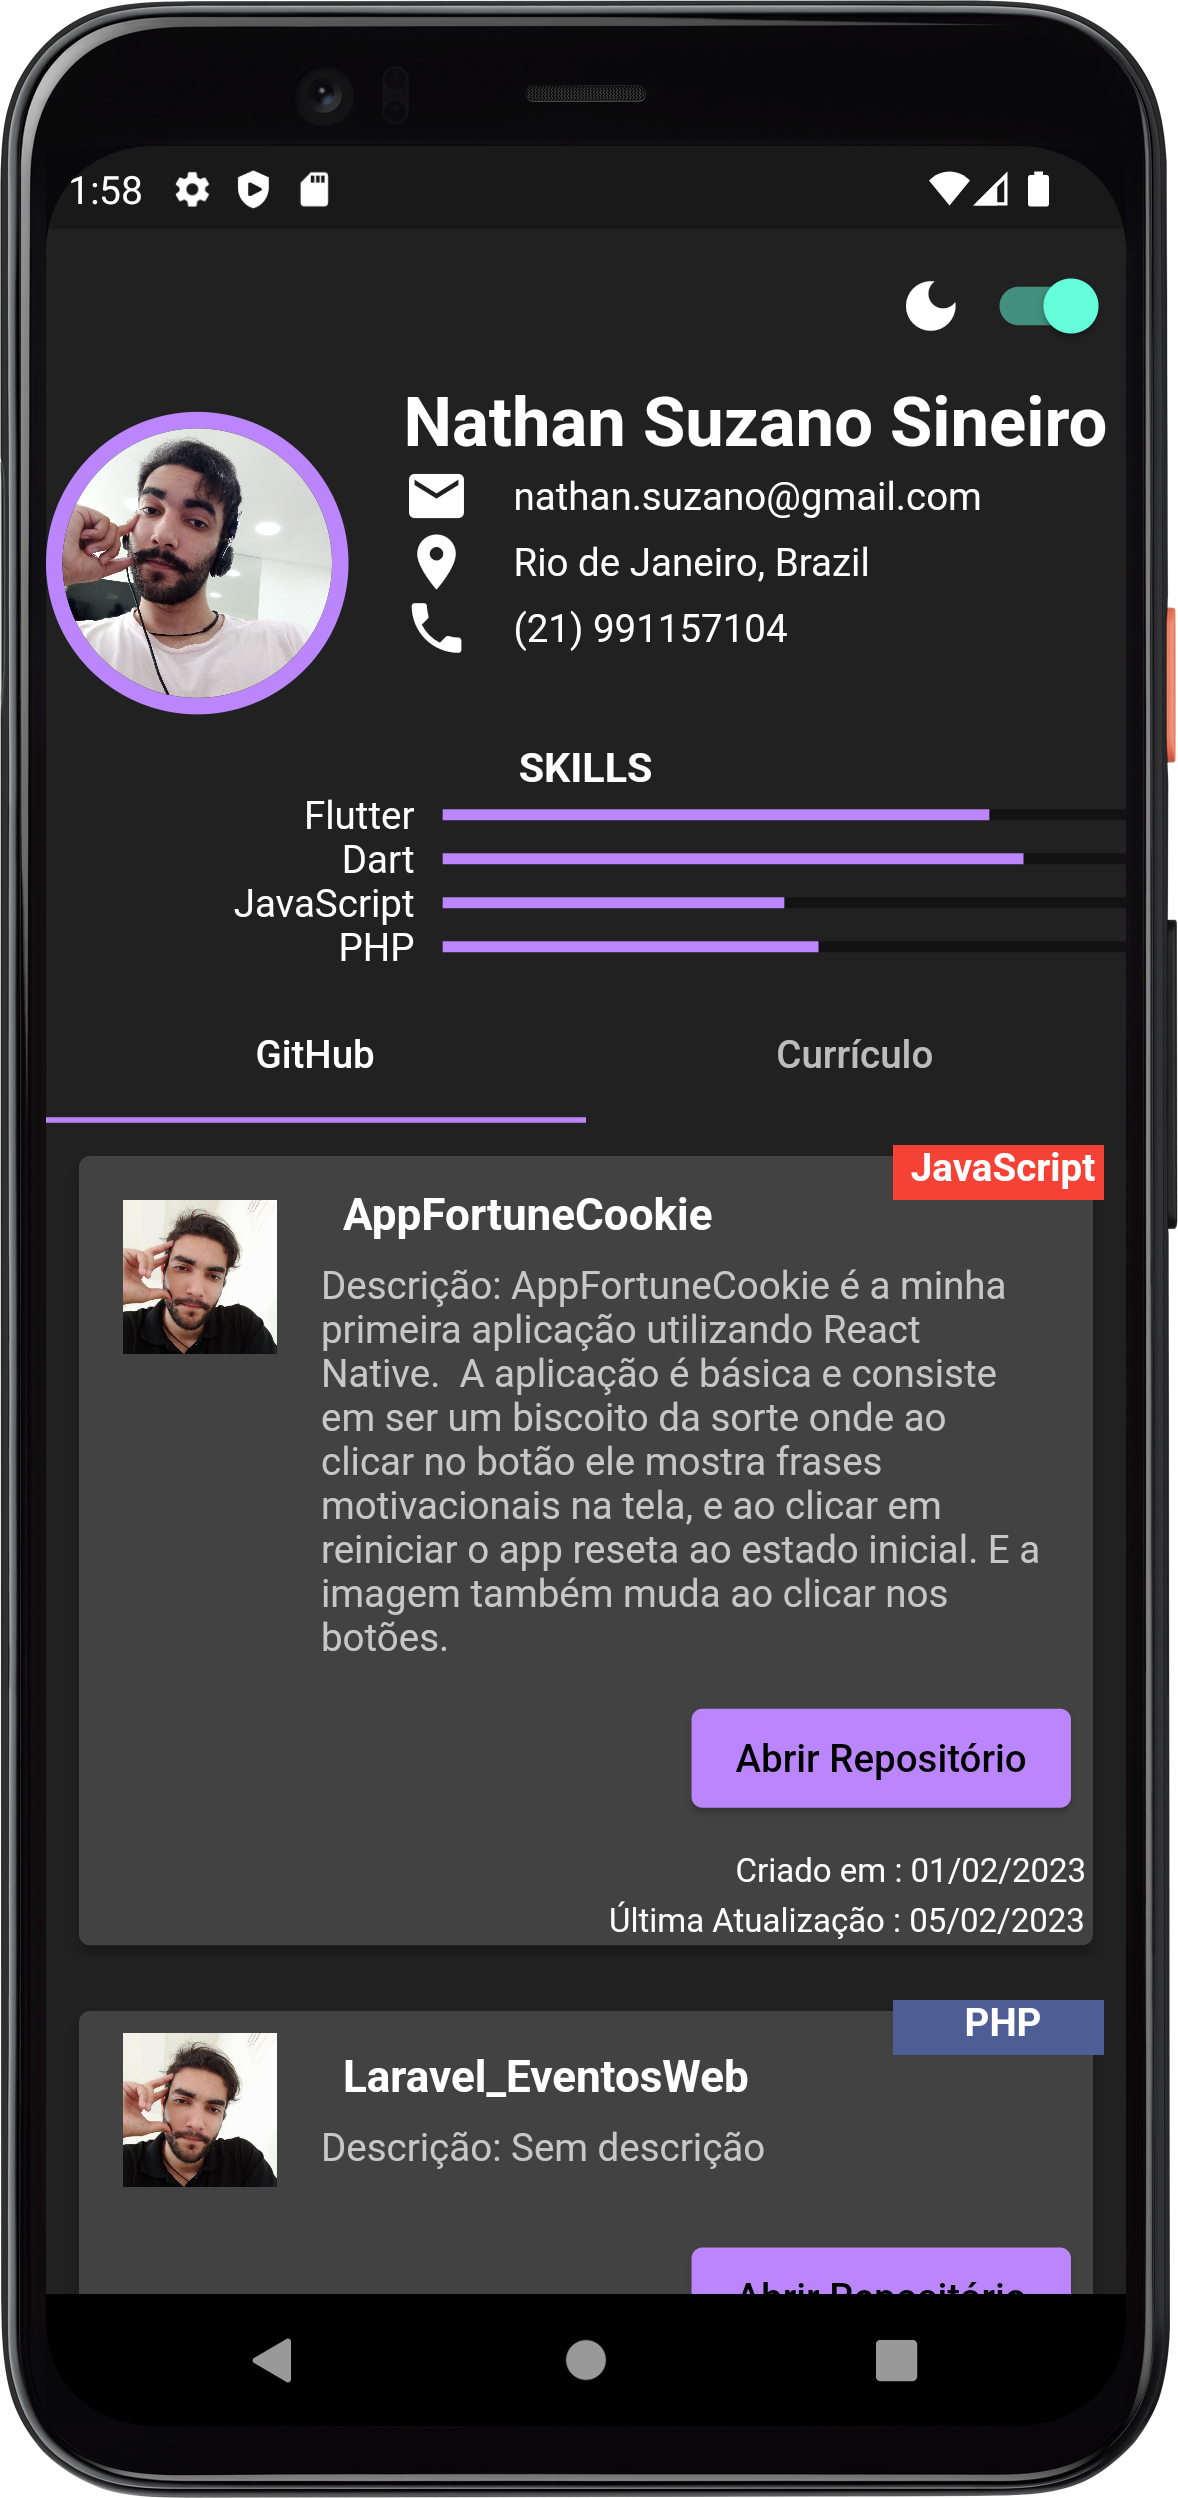 1:58
Nathan Suzano Sineiro
nathan.suzano@gmail.com
Rio de Janeiro, Brazil
(21) 991157104
SKILLS
Flutter
Dart
JavaScript
PHP
GitHub
Currículo
JavaScript
AppFortuneCookie
Descrição: AppFortuneCookie é a minha
primeira aplicação utilizando React
Native.  A aplicação é básica e consiste
em ser um biscoito da sorte onde ao
clicar no botão ele mostra frases
motivacionais na tela, e ao clicar em
reiniciar o app reseta ao estado inicial. E a
imagem também muda ao clicar nos
botões.
Abrir Repositório
Criado em : 01/02/2023
Última Atualização : 05/02/2023
PHP
Laravel_EventosWeb
Descrição: Sem descrição
Abrir Repositório